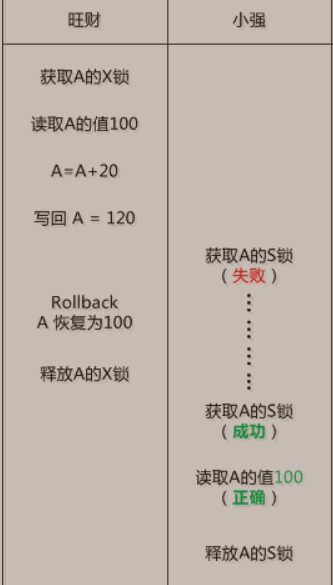 旺财
小强
获取A的X锁
读取A的值100
A=A+20
写回 A = 120
获取A的S锁
（失败）
Rollback
A 恢复为100
释放A的X锁
获取A的S锁
（成功）
读取A的值100
（正确）
释放A的S锁